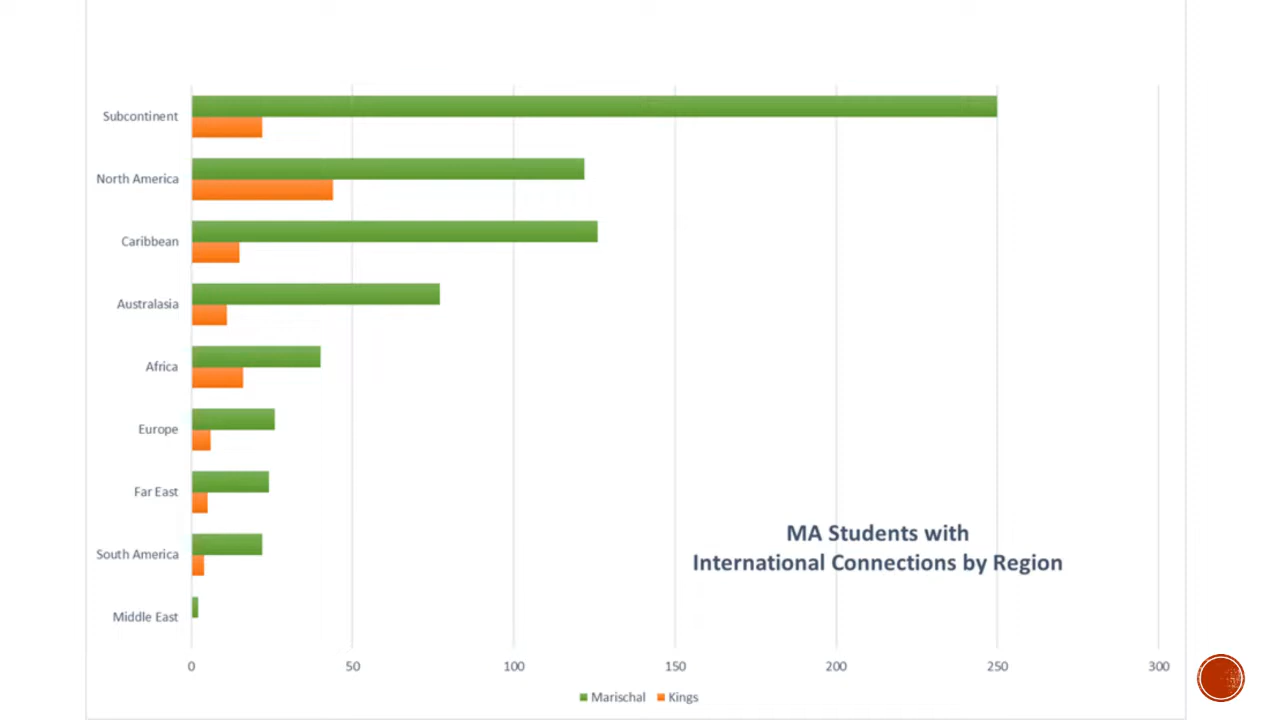 Subcontinent
North America
Caribbean
Australasia
Africa
Europe
Far East
South America
Middle East
MA Students with
International Connections by Region
0 50 100 150 200 250 300
Marischal Kings